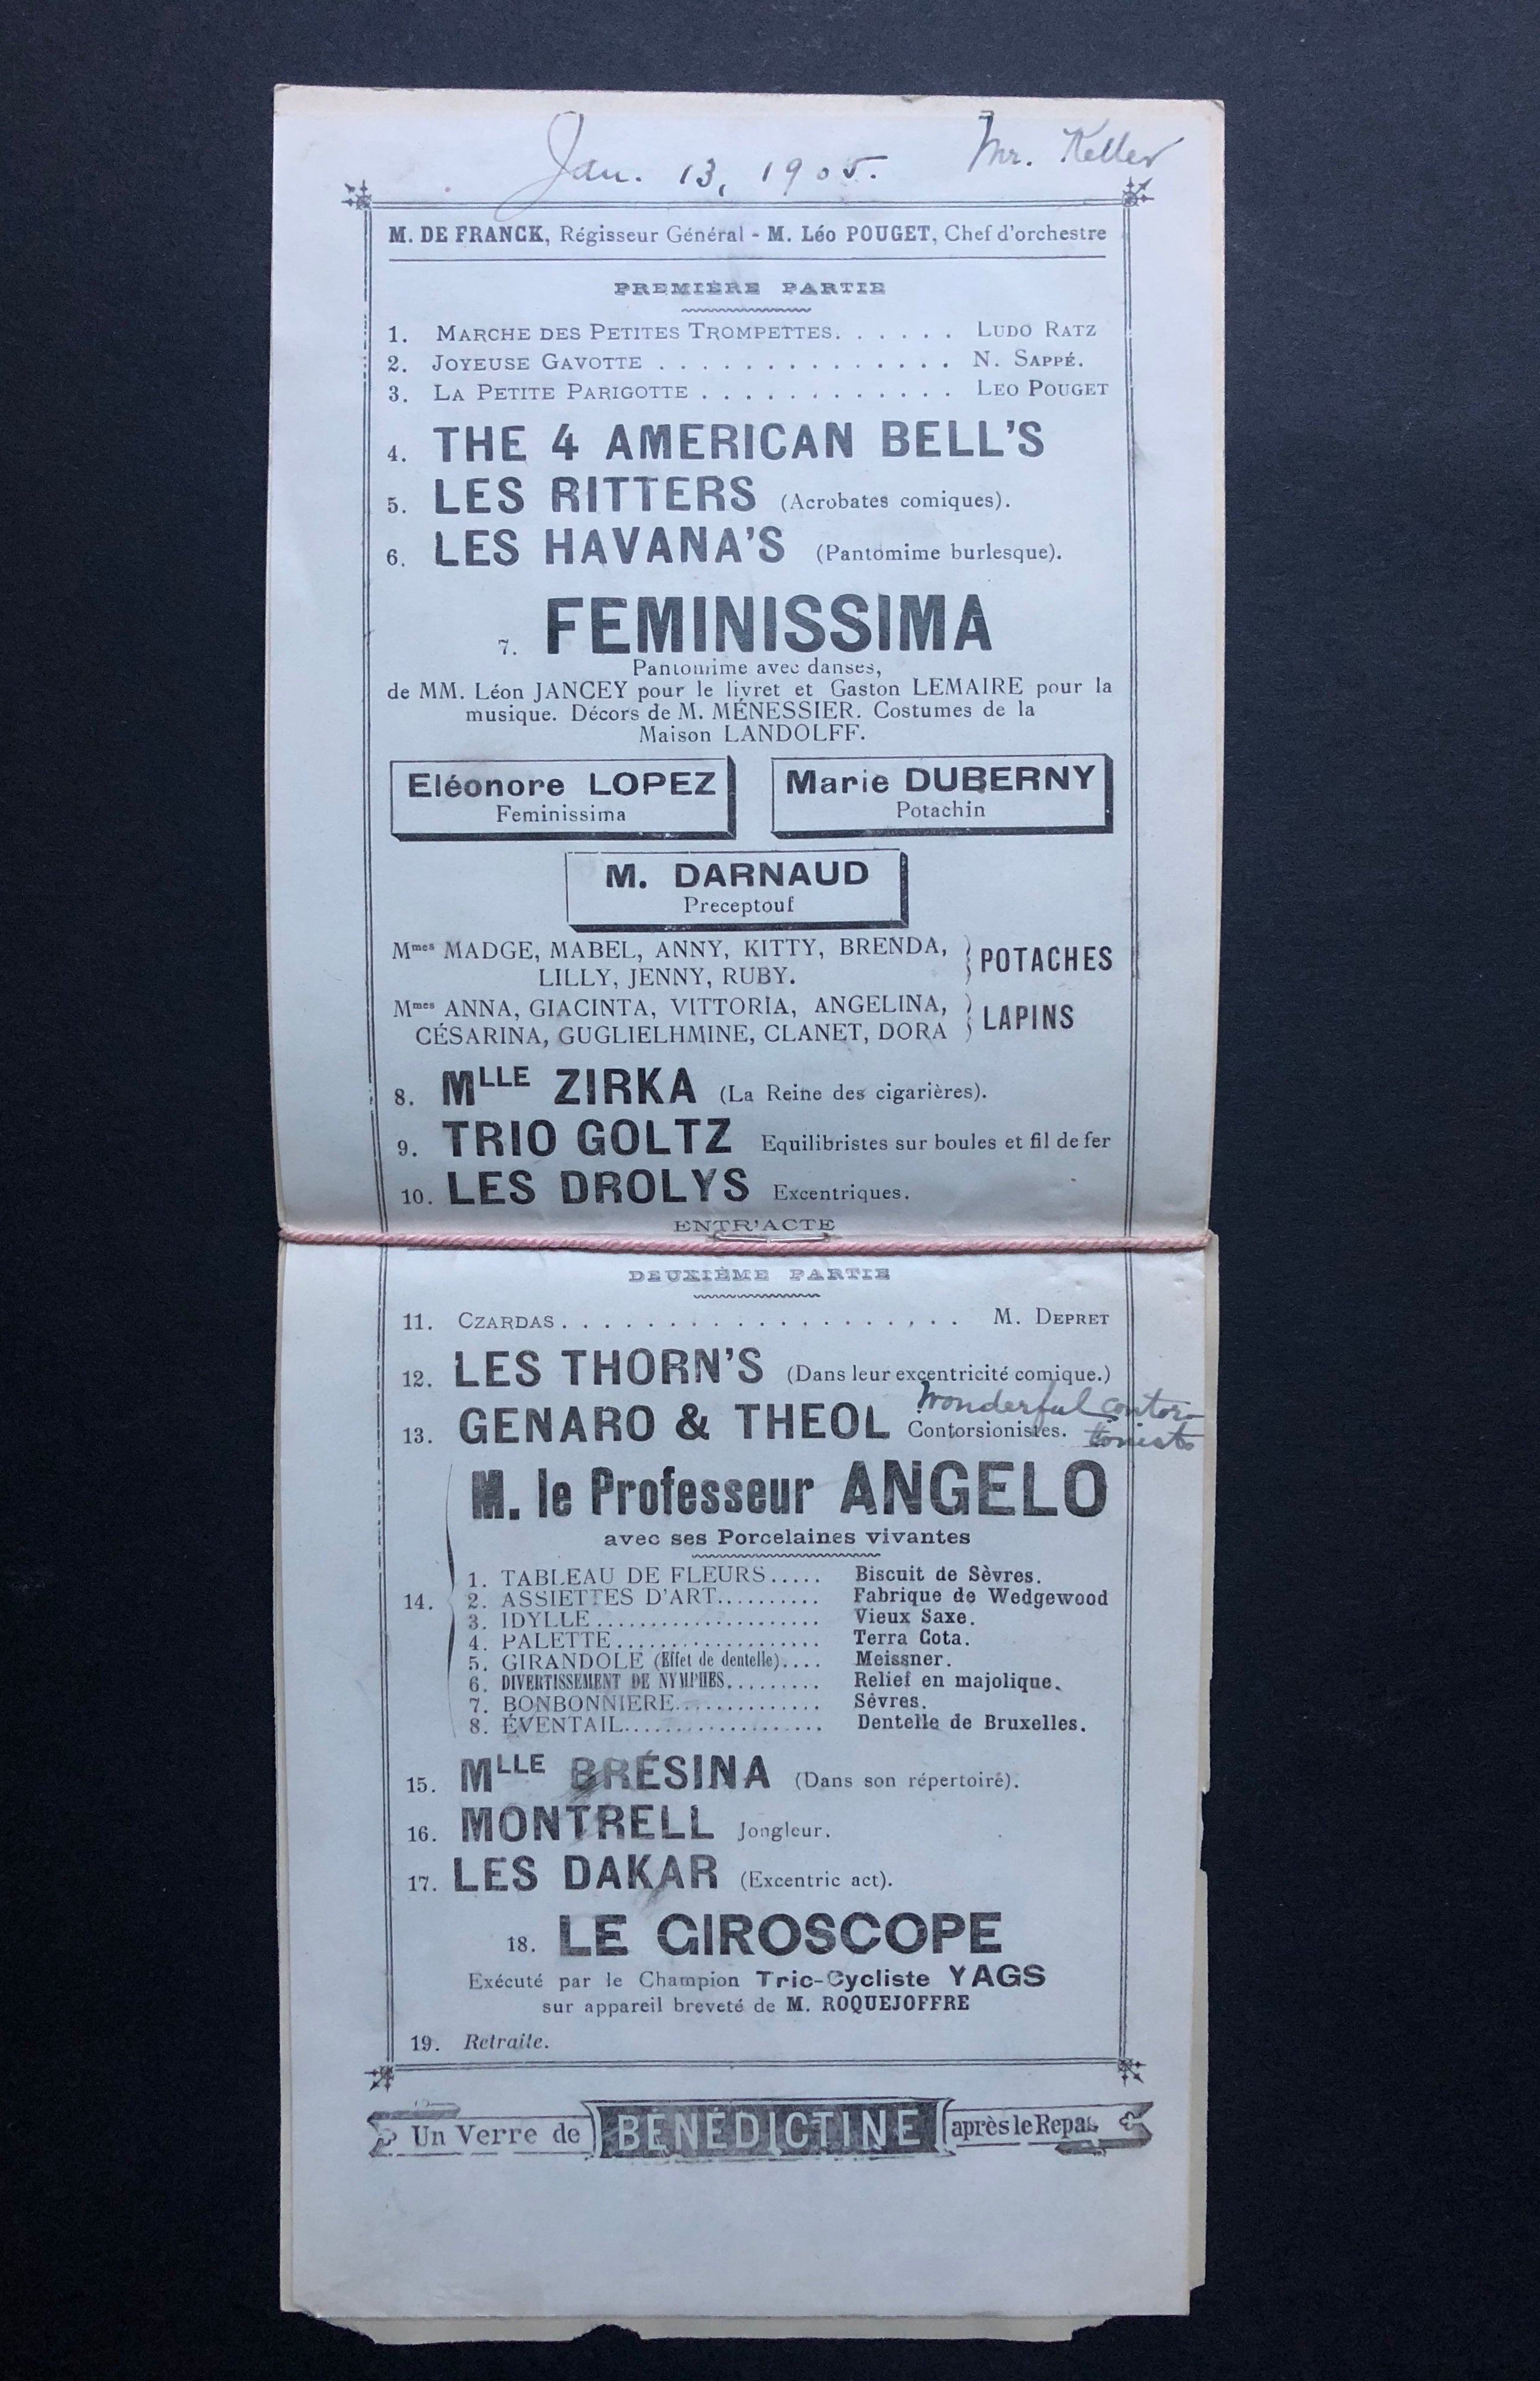 Jan. 13, 1905. Mr. Keller
M. DE FRANCK, Régisseur Général - M. Léo POUGET, Chef d'orchestre
PREMIÈRE PARTIE
1. MARCHE DES PETITES TROMPETTES. . . . . . LUDO RATZ
2. JOYEUSE GAVOTTE . . . . . . . . . . . . . . N. SAPPÉ.
3. LA PETITE PARIGOTTE . . . . . . . . . . . . LEO POUGET
4. THE 4 AMERICAN BELL'S
5. LES RITTERS (Acrobates comiques).
6. LES HAVANA'S (Pantomime burlesque).
7. FEMINISSIMA
Pantomime avec danses,
de MM. Léon JANCEY pour le livret et Gaston LEMAIRE pour la
musique. Décors de M. MÉNESSIER. Costumes de la
Maison LANDOLFF.
Eléonore LOPEZ Marie DUBERNY
Feminissima Potachin
M. DARNAUD
Preceptouf
Mmes MADGE, MABEL, ANNY, KITTY, BRENDA,
LILLY, JENNY, RUBY. } POTACHES
Mmes ANNA, GIACINTA, VITTORIA, ANGELINA,
CÉSARINA, GUGLIELHMINE, CLANET, DORA } LAPINS
8. MLLE ZIRKA (La Reine des cigarières).
9. TRIO GOLTZ Equilibristes sur boules et fil de fer
10. LES DROLYS Excentriques.
ENTR'ACTE
DEUXIÈME PARTIE
11. CZARDAS . . . . . . . . . . . . . . . . . . . M. DEPRET
12. LES THORN'S (Dans leur excentricité comique.)
Wonderful contor-
13. GENARO & THEOL Contorsionistes. tionists
M. le Professeur ANGELO
avec ses Porcelaines vivantes
14.
1. TABLEAU DE FLEURS..... Biscuit de Sèvres.
2. ASSIETTES D'ART.......... Fabrique de Wedgewood
3. IDYLLE...................... Vieux Saxe.
4. PALETTE.................... Terra Cota.
5. GIRANDOLE (Effet de dentelle).... Meissner.
6. DIVERTISSEMENT DE NYMPHES......... Relief en majolique.
7. BONBONNIERE.............. Sèvres.
8. ÉVENTAIL................... Dentelle de Bruxelles.
15. MLLE BRÉSINA (Dans son répertoire).
16. MONTRELL Jongleur.
17. LES DAKAR (Excentric act).
18. LE GIROSCOPE
Exécuté par le Champion Tric-Cycliste YAGS
sur appareil breveté de M. ROQUEJOFFRE
19. Retraite.
Un Verre de BÉNÉDICTINE après le Repas